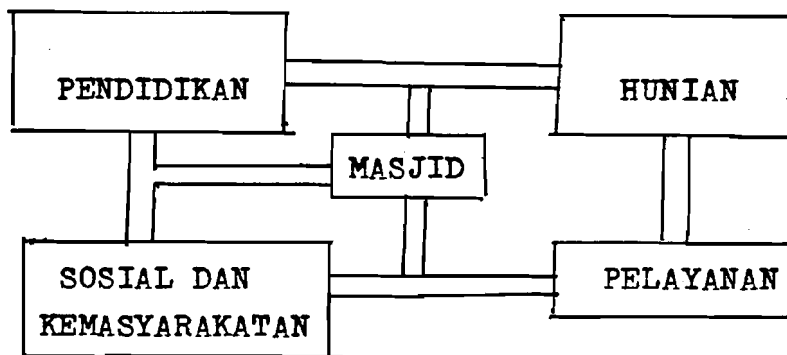 PENDIDIKAN
HUNIAN
MASJID
SOSIAL DAN
KEMASYARAKATAN
PELAYANAN